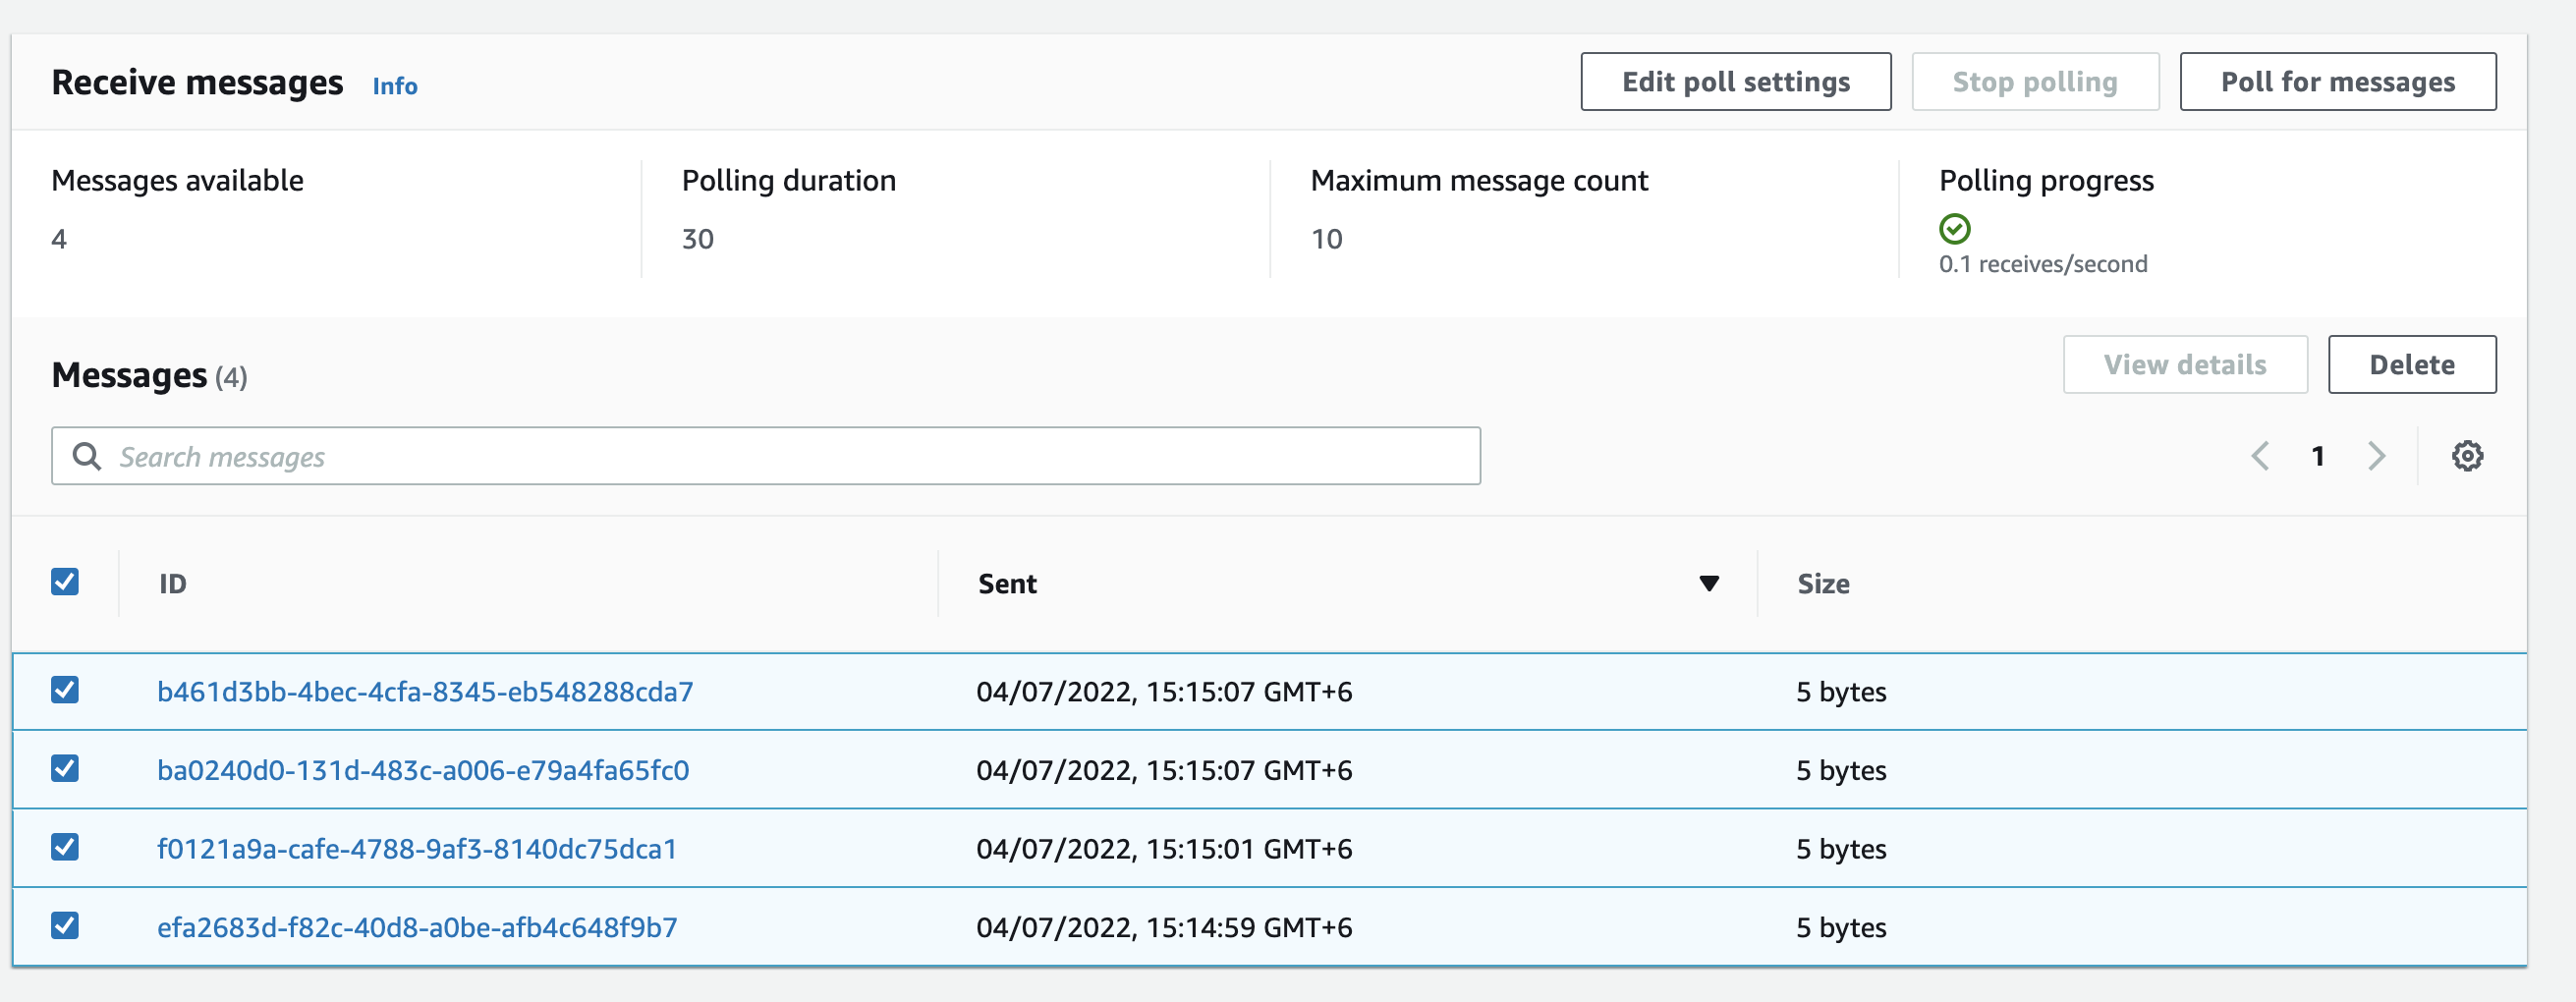 Receive messages Info Edit poll settings Stop polling Poll for messages
Messages available Polling duration Maximum message count Polling progress
4 30 10
0.1 receives/second
Messages (4) View details Delete
Search messages 1
ID Sent Size
b461d3bb-4bec-4cfa-8345-eb548288cda7 04/07/2022, 15:15:07 GMT+6 5 bytes
ba0240d0-131d-483c-a006-e79a4fa65fc0 04/07/2022, 15:15:07 GMT+6 5 bytes
f0121a9a-cafe-4788-9af3-8140dc75dca1 04/07/2022, 15:15:01 GMT+6 5 bytes
efa2683d-f82c-40d8-a0be-afb4c648f9b7 04/07/2022, 15:14:59 GMT+6 5 bytes